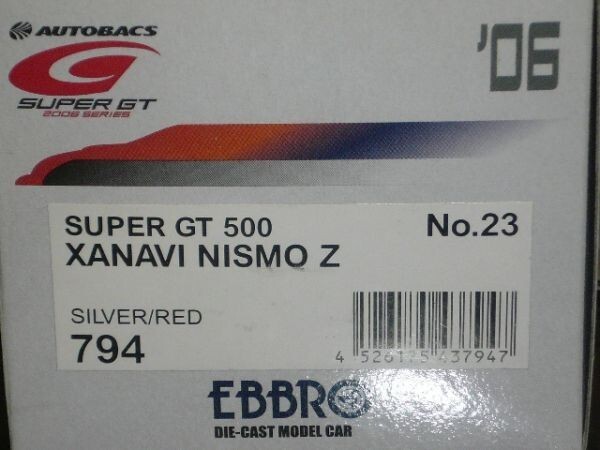 AUTOBACS
'06
SUPER GT
2006 SERIES
SUPER GT 500 No.23
XANAVI NISMO Z
SILVER/RED
794
4 526175 437947
EBBRO
DIE-CAST MODEL CAR